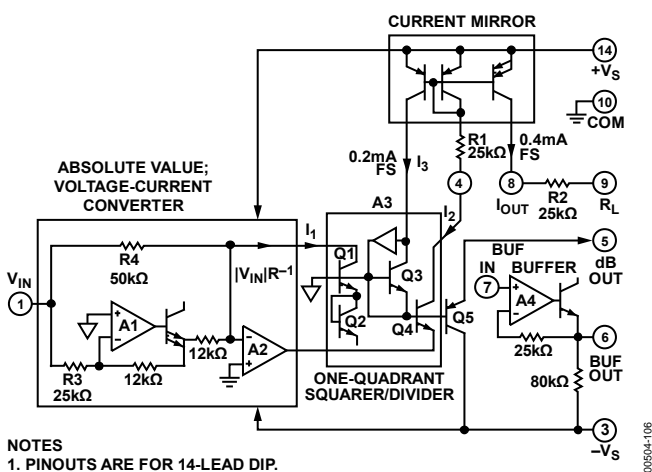 CURRENT MIRROR
14
+VS
10
COM
R1
25kΩ
0.2mA
FS
I3
0.4mA
FS
4
8
IOUT
R2
25kΩ
9
RL
ABSOLUTE VALUE;
VOLTAGE-CURRENT
CONVERTER
A3
I2
I1
R4
50kΩ
|VIN|R–1
VIN
1
Q1
Q2
Q3
Q4
Q5
BUF
IN
7
BUFFER
5
dB
OUT
A1
+
–
12kΩ
–
+
A2
A4
+
–
25kΩ
6
BUF
OUT
R3
25kΩ
12kΩ
ONE-QUADRANT
SQUARER/DIVIDER
80kΩ
3
–VS
NOTES
1. PINOUTS ARE FOR 14-LEAD DIP.
00504-106